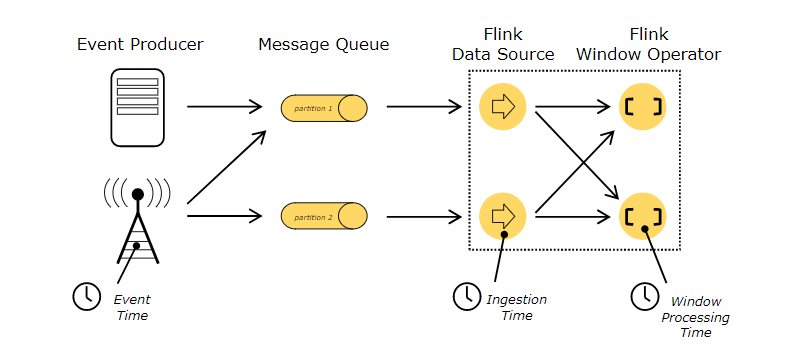 Event Producer
Message Queue
Flink
Data Source
Flink
Window Operator
partition 1
partition 2
Event
Time
Ingestion
Time
Window
Processing
Time